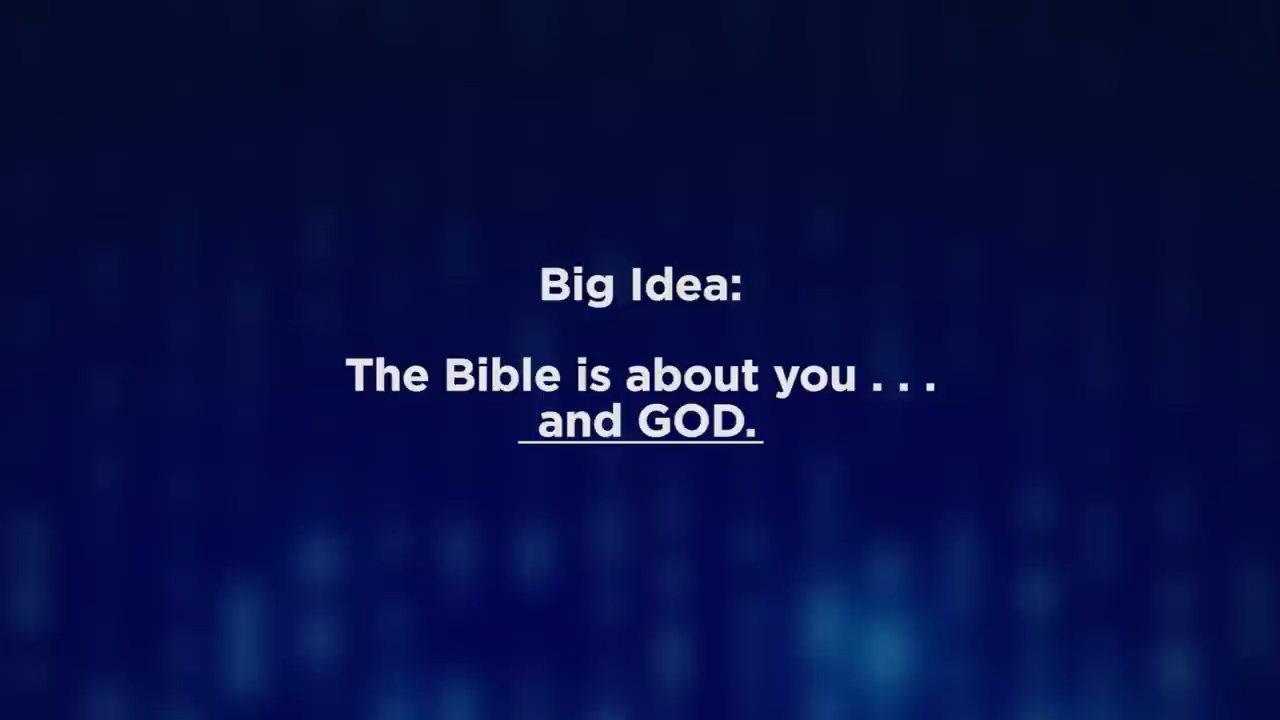 Big Idea:
The Bible is about you . . .
and GOD.